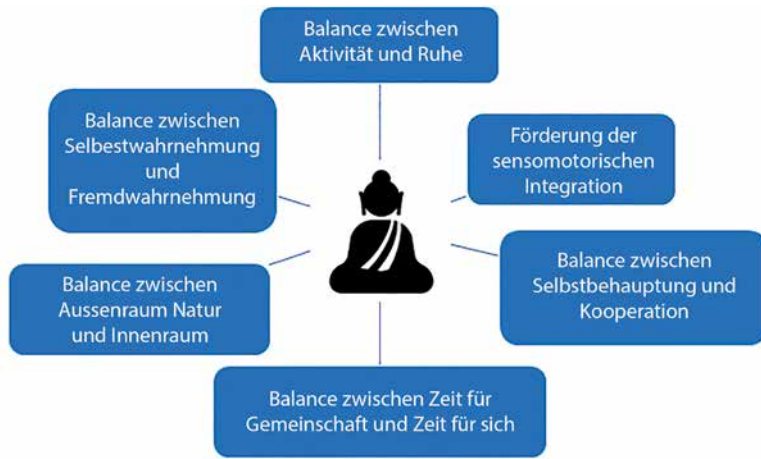 Balance zwischen
Aktivität und Ruhe
Balance zwischen
Selbestwahrnehmung
und
Fremdwahrnehmung
Förderung der
sensomotorischen
Integration
Balance zwischen
Aussenraum Natur
und Innenraum
Balance zwischen
Selbstbehauptung und
Kooperation
Balance zwischen Zeit für
Gemeinschaft und Zeit für sich